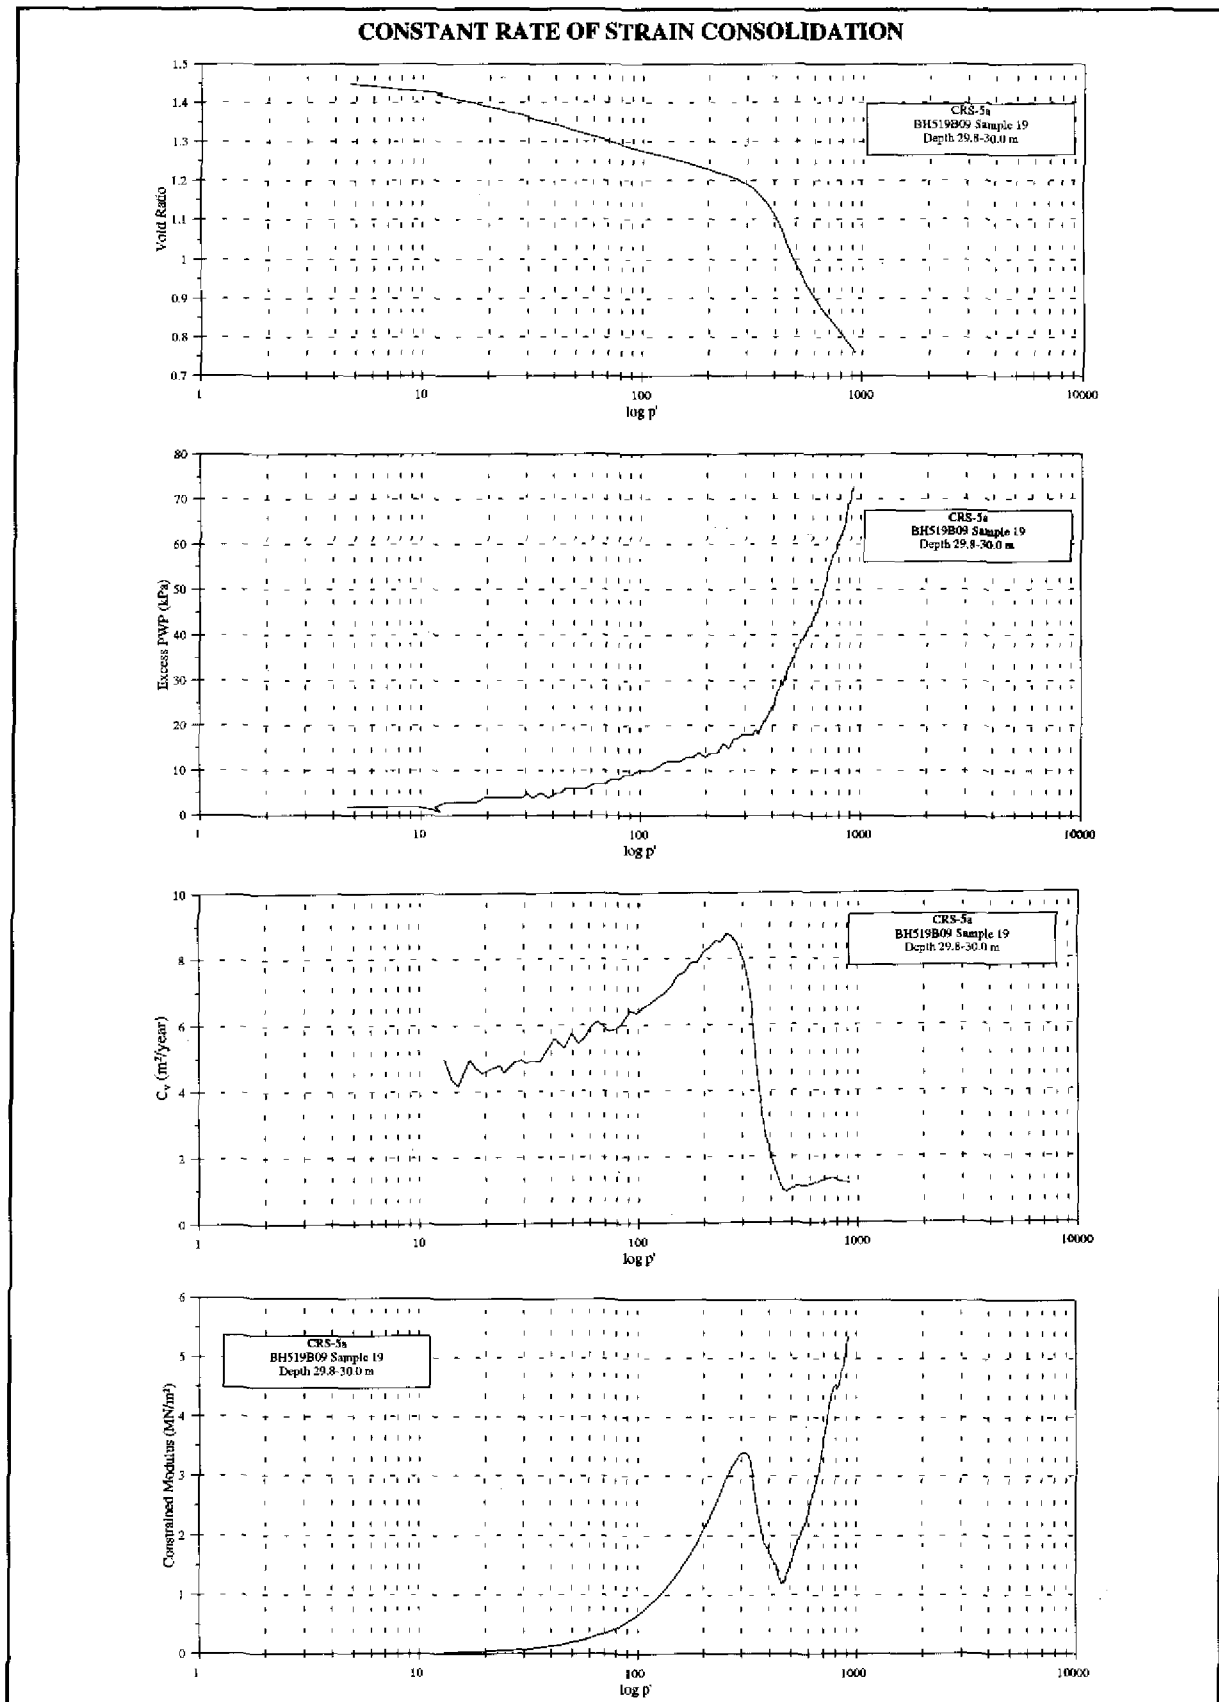 CONSTANT RATE OF STRAIN CONSOLIDATION
1.5
1.4
1.3
1.2
1.1
1
0.9
0.8
0.7
Void Ratio
CRS-5a
BH519B09 Sample 19
Depth 29.8-30.0 m
1 10 100 1000 10000
log p'
80
70
60
50
40
30
20
10
0
Excess PWP (kPa)
CRS-5a
BH519B09 Sample 19
Depth 29.8-30.0 m
1 10 100 1000 10000
log p'
10
8
6
4
2
0
Cv (m²/year)
CRS-5a
BH519B09 Sample 19
Depth 29.8-30.0 m
1 10 100 1000 10000
log p'
6
5
4
3
2
1
0
Constrained Modulus (MN/m²)
CRS-5a
BH519B09 Sample 19
Depth 29.8-30.0 m
1 10 100 1000 10000
log p'